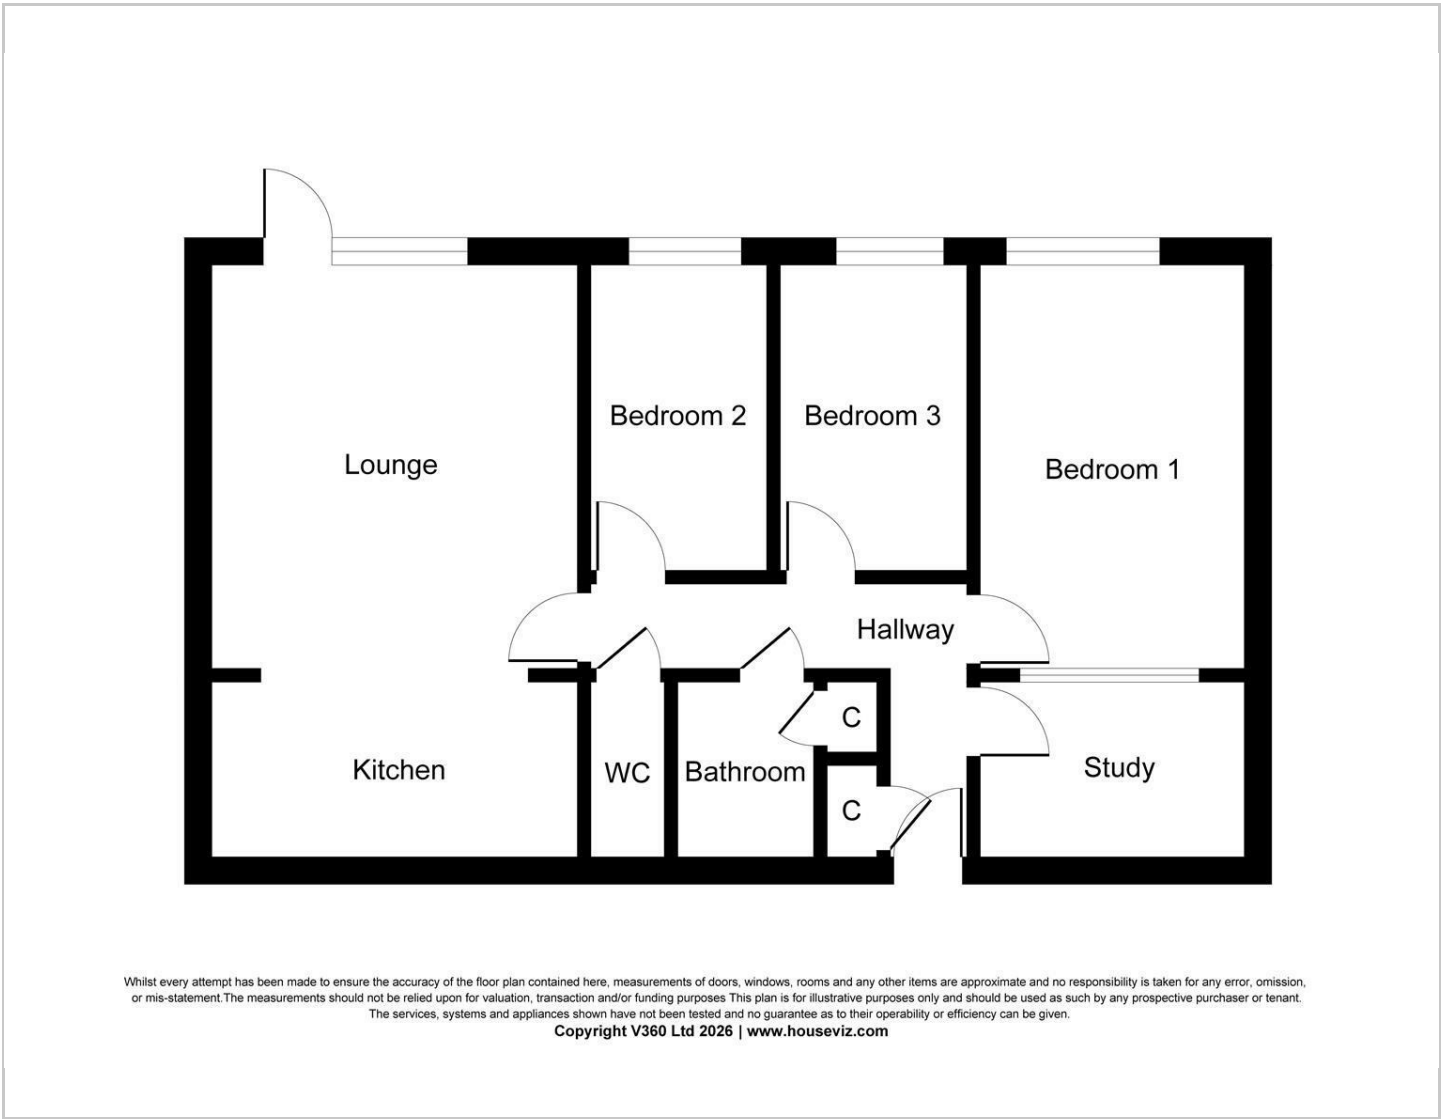 Bedroom 2
Bedroom 3
Lounge
Bedroom 1
Hallway
C
Kitchen
WC
Bathroom
Study
C
Whilst every attempt has been made to ensure the accuracy of the floor plan contained here, measurements of doors, windows, rooms and any other items are approximate and no responsibility is taken for any error, omission,
or mis-statement.The measurements should not be relied upon for valuation, transaction and/or funding purposes This plan is for illustrative purposes only and should be used as such by any prospective purchaser or tenant.
The services, systems and appliances shown have not been tested and no guarantee as to their operability or efficiency can be given.
Copyright V360 Ltd 2026 | www.houseviz.com